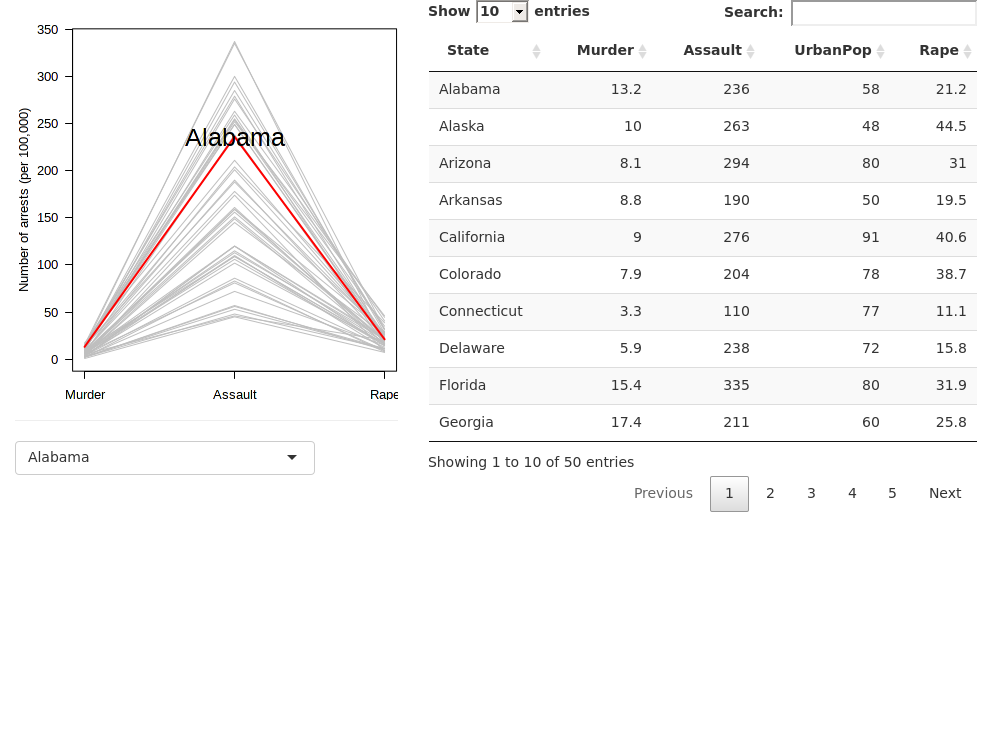 Number of arrests (per 100,000)
350
300
250
200
150
100
50
0
Alabama
Murder Assault Rape
Alabama
Show 10 entries Search:
State Murder Assault UrbanPop Rape
Alabama 13.2 236 58 21.2
Alaska 10 263 48 44.5
Arizona 8.1 294 80 31
Arkansas 8.8 190 50 19.5
California 9 276 91 40.6
Colorado 7.9 204 78 38.7
Connecticut 3.3 110 77 11.1
Delaware 5.9 238 72 15.8
Florida 15.4 335 80 31.9
Georgia 17.4 211 60 25.8
Showing 1 to 10 of 50 entries
Previous 1 2 3 4 5 Next